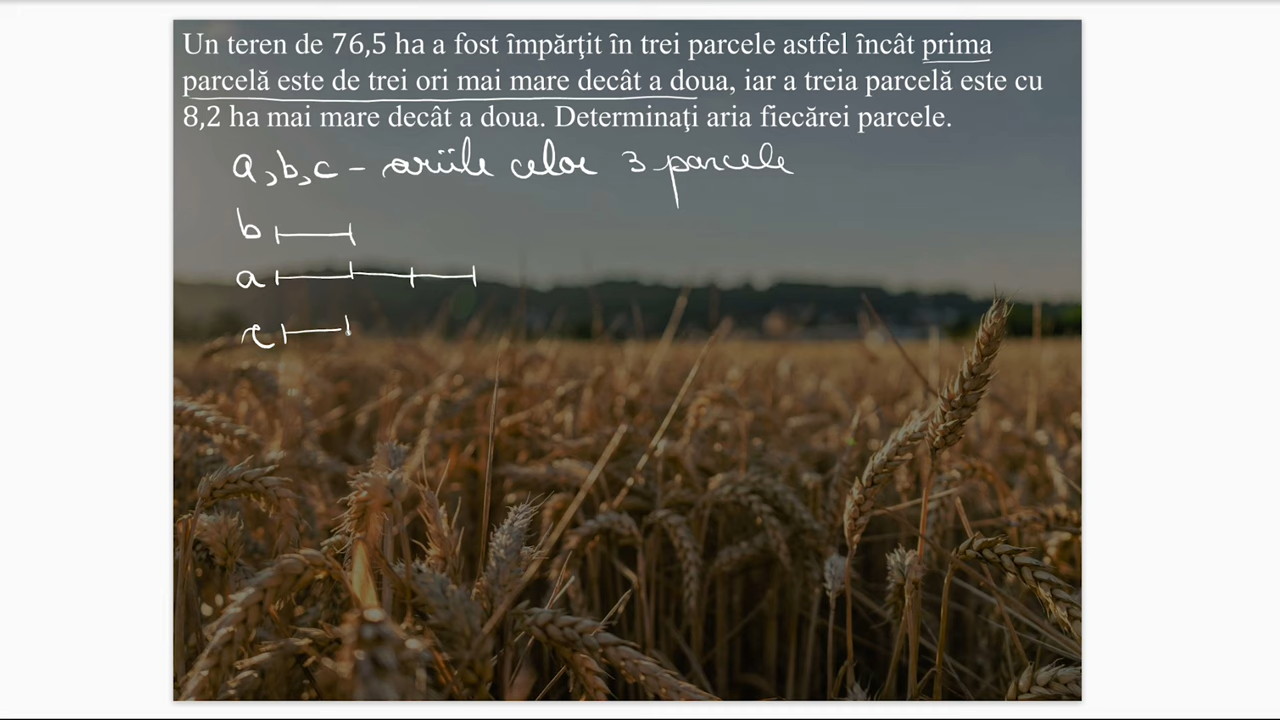 Un teren de 76,5 ha a fost împărţit în trei parcele astfel încât prima
parcelă este de trei ori mai mare decât a doua, iar a treia parcelă este cu
8,2 ha mai mare decât a doua. Determinaţi aria fiecărei parcele.
a, b, c - ariile celor 3 parcele
b
a
c